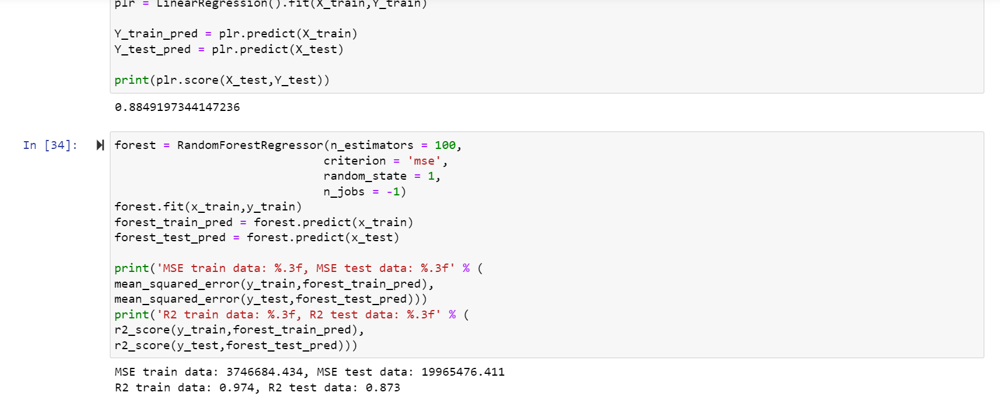 plr = LinearRegression().fit(X_train,Y_train)
Y_train_pred = plr.predict(X_train)
Y_test_pred = plr.predict(X_test)
print(plr.score(X_test,Y_test))
0.8849197344147236
In [34]:
forest = RandomForestRegressor(n_estimators = 100,
criterion = 'mse',
random_state = 1,
n_jobs = -1)
forest.fit(x_train,y_train)
forest_train_pred = forest.predict(x_train)
forest_test_pred = forest.predict(x_test)
print('MSE train data: %.3f, MSE test data: %.3f' % (
mean_squared_error(y_train,forest_train_pred),
mean_squared_error(y_test,forest_test_pred)))
print('R2 train data: %.3f, R2 test data: %.3f' % (
r2_score(y_train,forest_train_pred),
r2_score(y_test,forest_test_pred)))
MSE train data: 3746684.434, MSE test data: 19965476.411
R2 train data: 0.974, R2 test data: 0.873